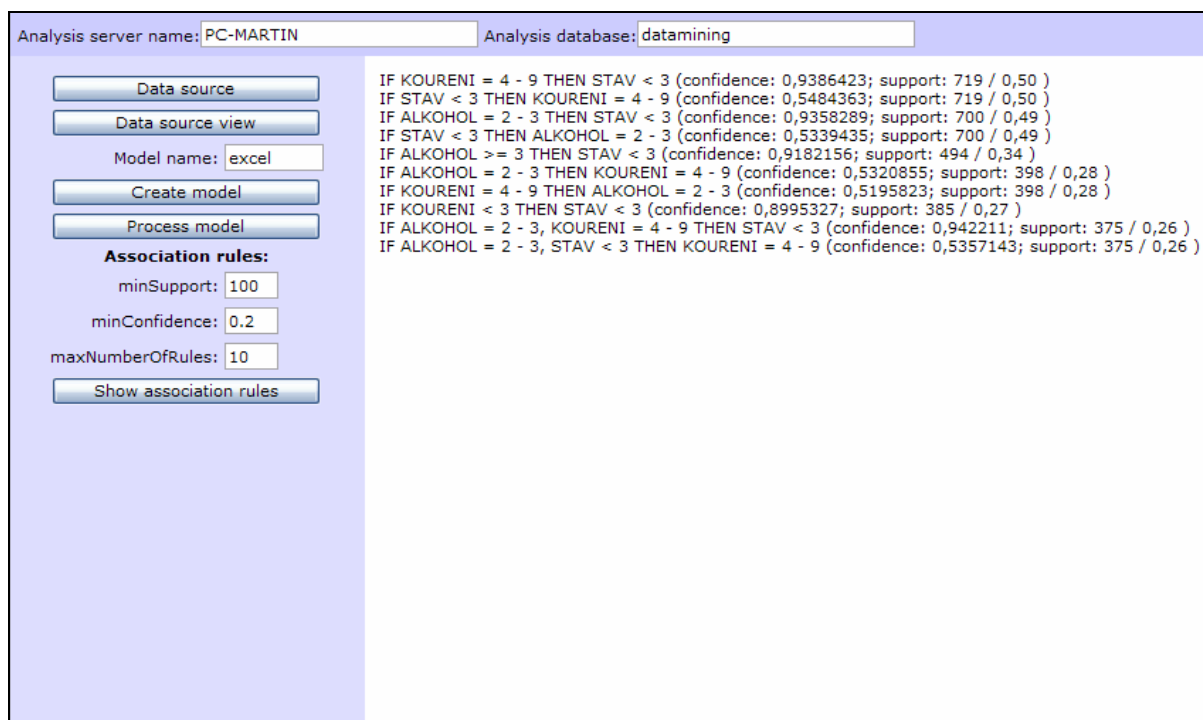 Analysis server name: PC-MARTIN Analysis database: datamining
Data source
Data source view
Model name: excel
Create model
Process model
Association rules:
minSupport: 100
minConfidence: 0.2
maxNumberOfRules: 10
Show association rules
IF KOURENI = 4 - 9 THEN STAV < 3 (confidence: 0,9386423; support: 719 / 0,50 )
IF STAV < 3 THEN KOURENI = 4 - 9 (confidence: 0,5484363; support: 719 / 0,50 )
IF ALKOHOL = 2 - 3 THEN STAV < 3 (confidence: 0,9358289; support: 700 / 0,49 )
IF STAV < 3 THEN ALKOHOL = 2 - 3 (confidence: 0,5339435; support: 700 / 0,49 )
IF ALKOHOL >= 3 THEN STAV < 3 (confidence: 0,9182156; support: 494 / 0,34 )
IF ALKOHOL = 2 - 3 THEN KOURENI = 4 - 9 (confidence: 0,5320855; support: 398 / 0,28 )
IF KOURENI = 4 - 9 THEN ALKOHOL = 2 - 3 (confidence: 0,5195823; support: 398 / 0,28 )
IF KOURENI < 3 THEN STAV < 3 (confidence: 0,8995327; support: 385 / 0,27 )
IF ALKOHOL = 2 - 3, KOURENI = 4 - 9 THEN STAV < 3 (confidence: 0,942211; support: 375 / 0,26 )
IF ALKOHOL = 2 - 3, STAV < 3 THEN KOURENI = 4 - 9 (confidence: 0,5357143; support: 375 / 0,26 )